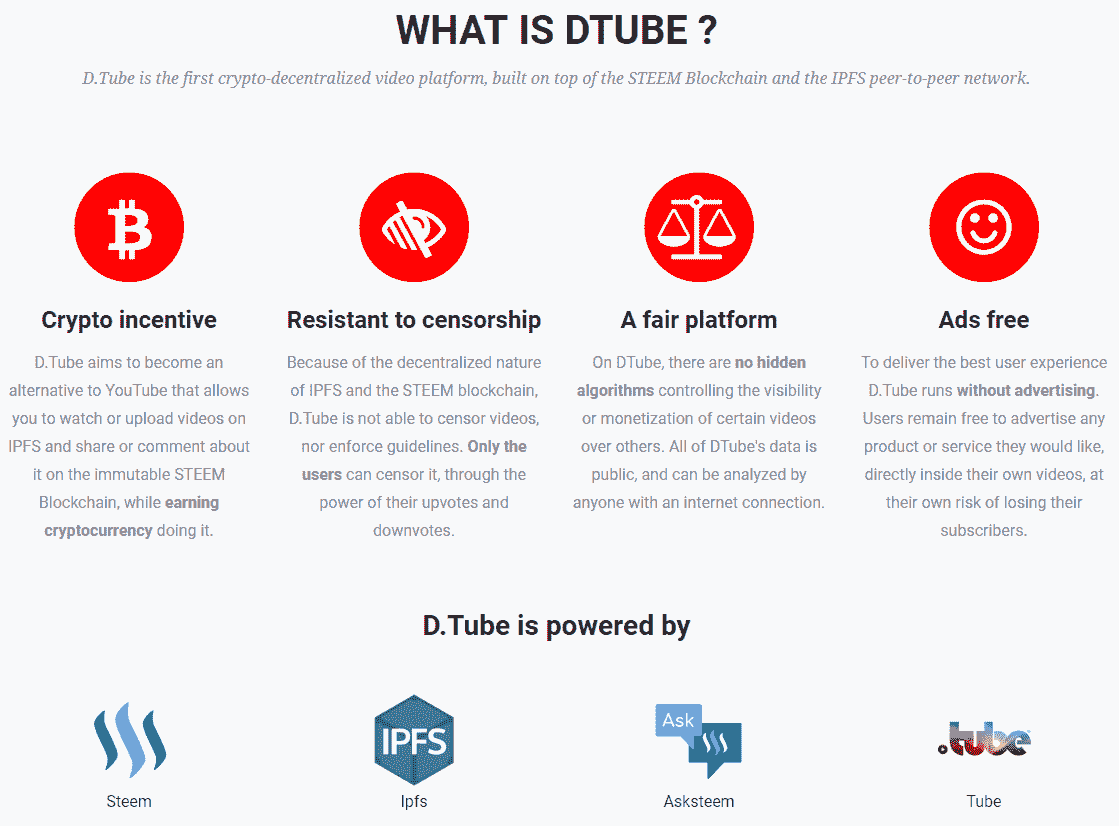 WHAT IS DTUBE ?
D.Tube is the first crypto-decentralized video platform, built on top of the STEEM Blockchain and the IPFS peer-to-peer network.
Crypto incentive
D.Tube aims to become an
alternative to YouTube that allows
you to watch or upload videos on
IPFS and share or comment about
it on the immutable STEEM
Blockchain, while earning
cryptocurrency doing it.
Resistant to censorship
Because of the decentralized nature
of IPFS and the STEEM blockchain,
D.Tube is not able to censor videos,
nor enforce guidelines. Only the
users can censor it, through the
power of their upvotes and
downvotes.
A fair platform
On DTube, there are no hidden
algorithms controlling the visibility
or monetization of certain videos
over others. All of DTube's data is
public, and can be analyzed by
anyone with an internet connection.
Ads free
To deliver the best user experience
D.Tube runs without advertising.
Users remain free to advertise any
product or service they would like,
directly inside their own videos, at
their own risk of losing their
subscribers.
D.Tube is powered by
Steem
IPFS
Ipfs
Ask
Asksteem
.tube
Tube